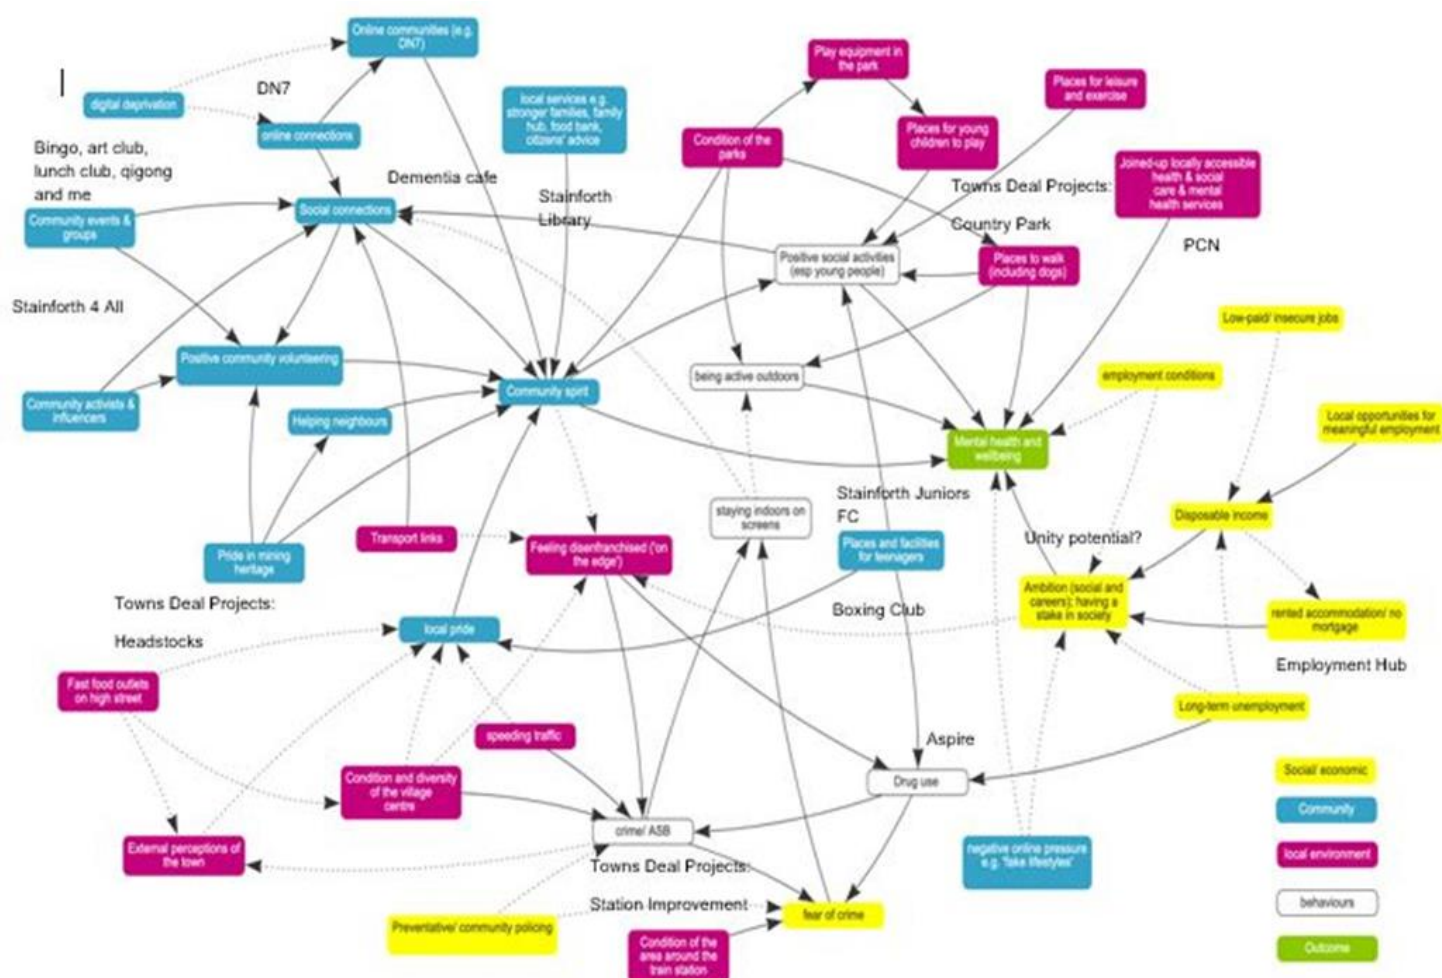 Online communities (e.g.
DN7)
digital deprivation
DN7
online connections
local services e.g.
stronger families, family
hub, food bank,
citizens' advice
Play equipment in
the park
Places for leisure
and exercise
Condition of the
parks
Places for young
children to play
Bingo, art club,
lunch club, qigong
and me
Dementia cafe
Stainforth
Library
Towns Deal Projects:
Country Park
Joined-up locally accessible
health & social
care & mental
health services
PCN
Community events &
groups
Social connections
Positive social activities
(esp young people)
Places to walk
(including dogs)
Stainforth 4 All
Low-paid/ insecure jobs
Positive community volunteering
being active outdoors
employment conditions
Community activists &
influencers
Helping neighbours
Community spirit
Mental health and
wellbeing
Local opportunities for
meaningful employment
Stainforth Juniors
FC
staying indoors on
screens
Disposable income
Transport links
Feeling disenfranchised ('on
the edge')
Places and facilities
for teenagers
Unity potential?
Pride in mining
heritage
Towns Deal Projects:
Headstocks
local pride
Boxing Club
Ambition (social and
careers); having a
stake in society
rented accommodation/ no
mortgage
Employment Hub
Fast food outlets
on high street
Long-term unemployment
speeding traffic
Aspire
Condition and diversity
of the village
centre
Drug use
Social/ economic
Community
crime/ ASB
External perceptions of
the town
Towns Deal Projects:
Station Improvement
negative online pressure
e.g. 'fake lifestyles'
local environment
behaviours
Preventative/ community policing
fear of crime
Condition of the
area around the
train station
Outcome